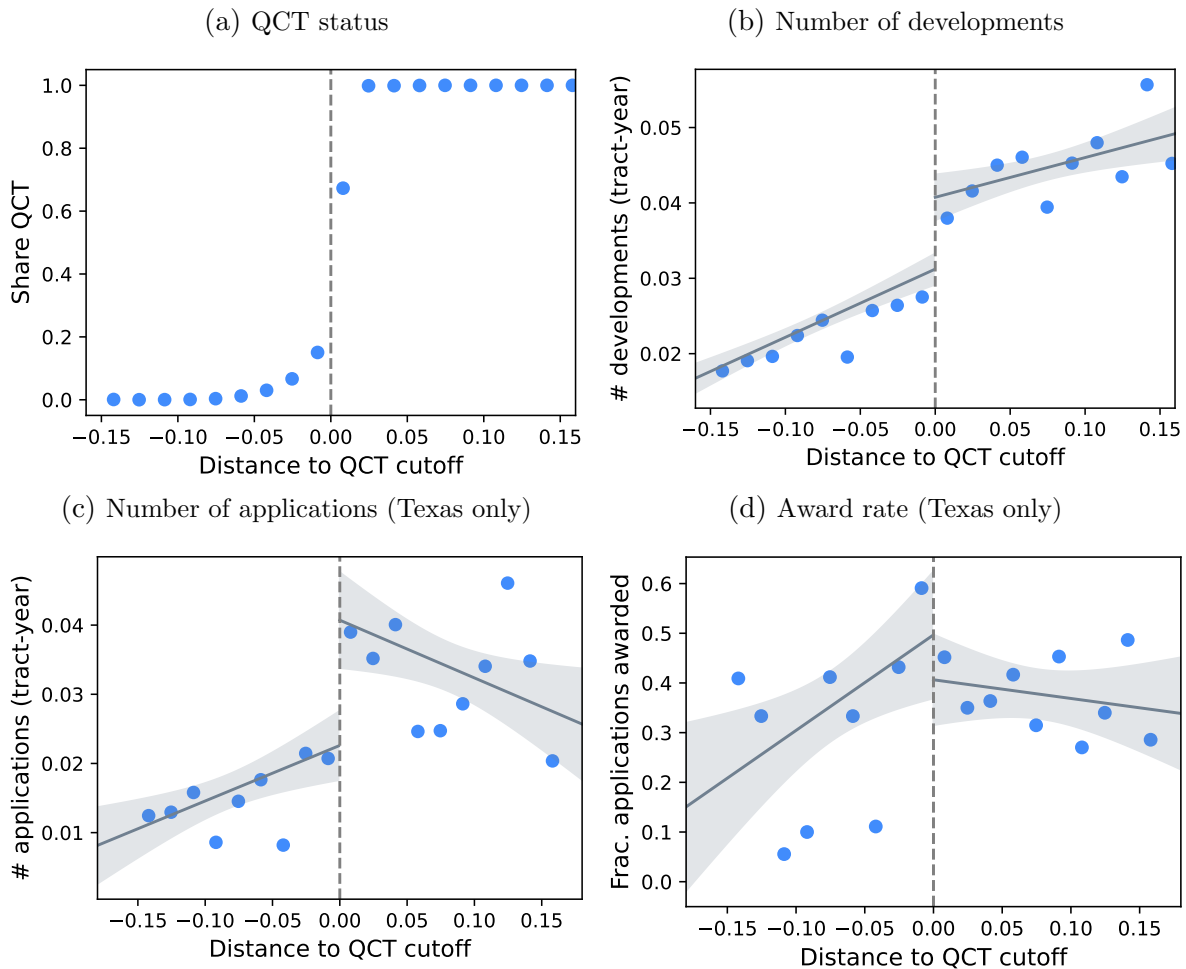 (a) QCT status
Share QCT
1.0
0.8
0.6
0.4
0.2
0.0
−0.15 −0.10 −0.05 0.00 0.05 0.10 0.15
Distance to QCT cutoff
(b) Number of developments
# developments (tract-year)
0.05
0.04
0.03
0.02
−0.15 −0.10 −0.05 0.00 0.05 0.10 0.15
Distance to QCT cutoff
(c) Number of applications (Texas only)
# applications (tract-year)
0.04
0.03
0.02
0.01
−0.15 −0.10 −0.05 0.00 0.05 0.10 0.15
Distance to QCT cutoff
(d) Award rate (Texas only)
Frac. applications awarded
0.6
0.5
0.4
0.3
0.2
0.1
0.0
−0.15 −0.10 −0.05 0.00 0.05 0.10 0.15
Distance to QCT cutoff